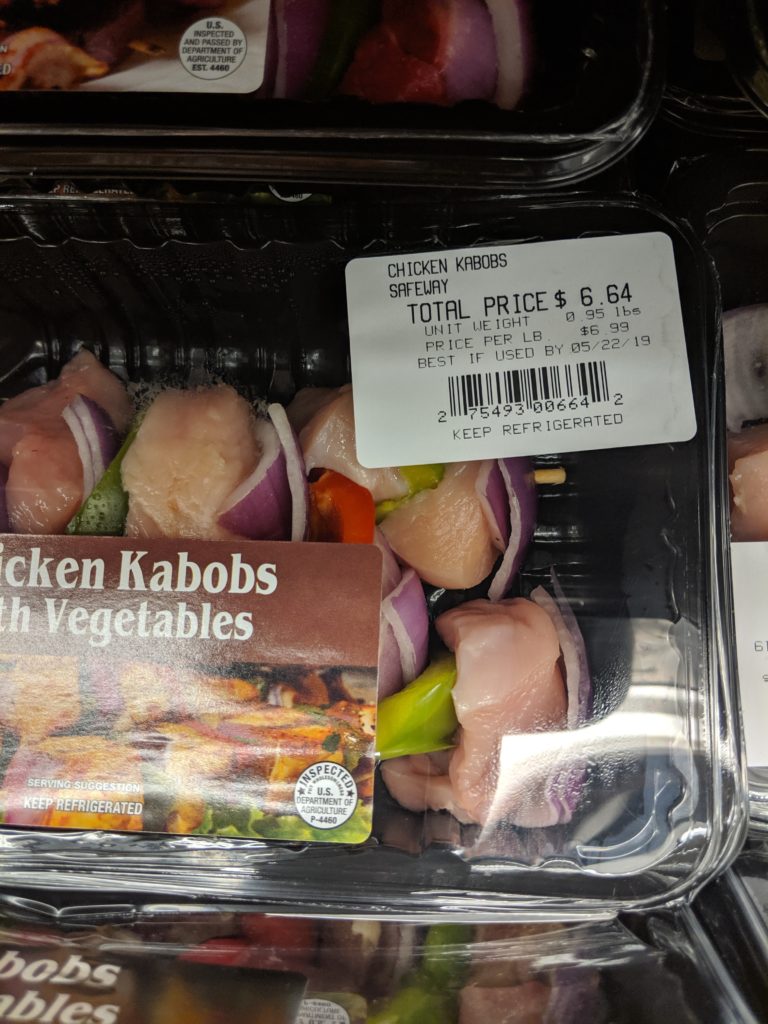 U.S.
INSPECTED
AND PASSED BY
DEPARTMENT OF
AGRICULTURE
EST. 4460
CHICKEN KABOBS
SAFEWAY
TOTAL PRICE $ 6.64
UNIT WEIGHT 0.95 lbs
PRICE PER LB. $6.99
BEST IF USED BY 05/22/19
2 75493 00664 2
KEEP REFRIGERATED
icken Kabobs
th Vegetables
SERVING SUGGESTION
KEEP REFRIGERATED
INSPECTED
U.S.
DEPARTMENT OF
AGRICULTURE
P-4460
bobs
ables